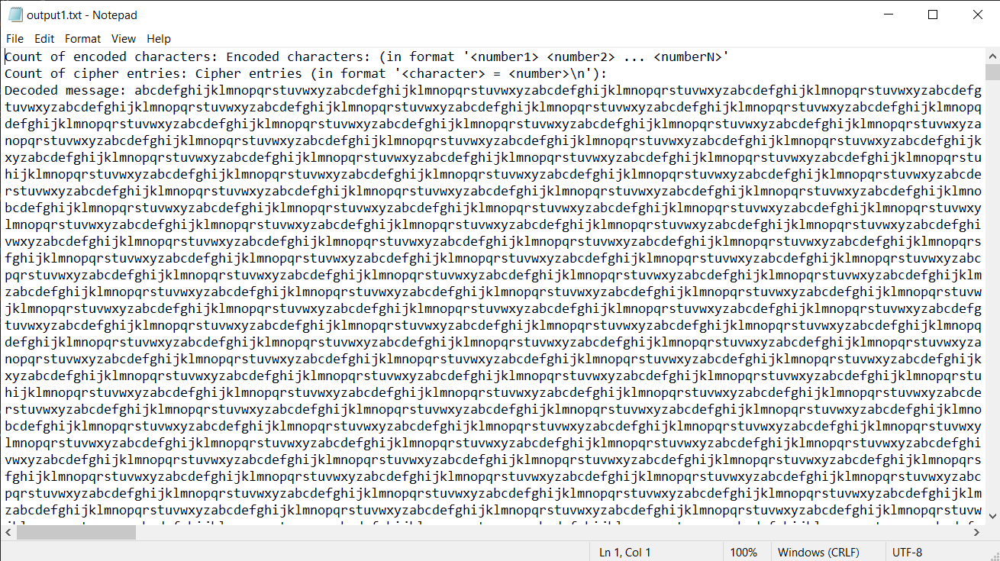 output1.txt - Notepad
File Edit Format View Help
Count of encoded characters: Encoded characters: (in format '<number1> <number2> ... <numberN>'
Count of cipher entries: Cipher entries (in format '<character> = <number>\n'):
Decoded message: abcdefghijklmnopqrstuvwxyzabcdefghijklmnopqrstuvwxyzabcdefghijklmnopqrstuvwxyzabcdefghijklmnopqrstuvwxyzabcdefg
tuvwxyzabcdefghijklmnopqrstuvwxyzabcdefghijklmnopqrstuvwxyzabcdefghijklmnopqrstuvwxyzabcdefghijklmnopqrstuvwxyzabcdefghijklmnopq
defghijklmnopqrstuvwxyzabcdefghijklmnopqrstuvwxyzabcdefghijklmnopqrstuvwxyzabcdefghijklmnopqrstuvwxyzabcdefghijklmnopqrstuvwxyza
nopqrstuvwxyzabcdefghijklmnopqrstuvwxyzabcdefghijklmnopqrstuvwxyzabcdefghijklmnopqrstuvwxyzabcdefghijklmnopqrstuvwxyzabcdefghijk
xyzabcdefghijklmnopqrstuvwxyzabcdefghijklmnopqrstuvwxyzabcdefghijklmnopqrstuvwxyzabcdefghijklmnopqrstuvwxyzabcdefghijklmnopqrstu
hijklmnopqrstuvwxyzabcdefghijklmnopqrstuvwxyzabcdefghijklmnopqrstuvwxyzabcdefghijklmnopqrstuvwxyzabcdefghijklmnopqrstuvwxyzabcde
rstuvwxyzabcdefghijklmnopqrstuvwxyzabcdefghijklmnopqrstuvwxyzabcdefghijklmnopqrstuvwxyzabcdefghijklmnopqrstuvwxyzabcdefghijklmno
bcdefghijklmnopqrstuvwxyzabcdefghijklmnopqrstuvwxyzabcdefghijklmnopqrstuvwxyzabcdefghijklmnopqrstuvwxyzabcdefghijklmnopqrstuvwxy
lmnopqrstuvwxyzabcdefghijklmnopqrstuvwxyzabcdefghijklmnopqrstuvwxyzabcdefghijklmnopqrstuvwxyzabcdefghijklmnopqrstuvwxyzabcdefghi
vwxyzabcdefghijklmnopqrstuvwxyzabcdefghijklmnopqrstuvwxyzabcdefghijklmnopqrstuvwxyzabcdefghijklmnopqrstuvwxyzabcdefghijklmnopqrs
fghijklmnopqrstuvwxyzabcdefghijklmnopqrstuvwxyzabcdefghijklmnopqrstuvwxyzabcdefghijklmnopqrstuvwxyzabcdefghijklmnopqrstuvwxyzabc
pqrstuvwxyzabcdefghijklmnopqrstuvwxyzabcdefghijklmnopqrstuvwxyzabcdefghijklmnopqrstuvwxyzabcdefghijklmnopqrstuvwxyzabcdefghijklm
zabcdefghijklmnopqrstuvwxyzabcdefghijklmnopqrstuvwxyzabcdefghijklmnopqrstuvwxyzabcdefghijklmnopqrstuvwxyzabcdefghijklmnopqrstuvw
jklmnopqrstuvwxyzabcdefghijklmnopqrstuvwxyzabcdefghijklmnopqrstuvwxyzabcdefghijklmnopqrstuvwxyzabcdefghijklmnopqrstuvwxyzabcdefg
tuvwxyzabcdefghijklmnopqrstuvwxyzabcdefghijklmnopqrstuvwxyzabcdefghijklmnopqrstuvwxyzabcdefghijklmnopqrstuvwxyzabcdefghijklmnopq
defghijklmnopqrstuvwxyzabcdefghijklmnopqrstuvwxyzabcdefghijklmnopqrstuvwxyzabcdefghijklmnopqrstuvwxyzabcdefghijklmnopqrstuvwxyza
nopqrstuvwxyzabcdefghijklmnopqrstuvwxyzabcdefghijklmnopqrstuvwxyzabcdefghijklmnopqrstuvwxyzabcdefghijklmnopqrstuvwxyzabcdefghijk
xyzabcdefghijklmnopqrstuvwxyzabcdefghijklmnopqrstuvwxyzabcdefghijklmnopqrstuvwxyzabcdefghijklmnopqrstuvwxyzabcdefghijklmnopqrstu
hijklmnopqrstuvwxyzabcdefghijklmnopqrstuvwxyzabcdefghijklmnopqrstuvwxyzabcdefghijklmnopqrstuvwxyzabcdefghijklmnopqrstuvwxyzabcde
rstuvwxyzabcdefghijklmnopqrstuvwxyzabcdefghijklmnopqrstuvwxyzabcdefghijklmnopqrstuvwxyzabcdefghijklmnopqrstuvwxyzabcdefghijklmno
bcdefghijklmnopqrstuvwxyzabcdefghijklmnopqrstuvwxyzabcdefghijklmnopqrstuvwxyzabcdefghijklmnopqrstuvwxyzabcdefghijklmnopqrstuvwxy
lmnopqrstuvwxyzabcdefghijklmnopqrstuvwxyzabcdefghijklmnopqrstuvwxyzabcdefghijklmnopqrstuvwxyzabcdefghijklmnopqrstuvwxyzabcdefghi
vwxyzabcdefghijklmnopqrstuvwxyzabcdefghijklmnopqrstuvwxyzabcdefghijklmnopqrstuvwxyzabcdefghijklmnopqrstuvwxyzabcdefghijklmnopqrs
fghijklmnopqrstuvwxyzabcdefghijklmnopqrstuvwxyzabcdefghijklmnopqrstuvwxyzabcdefghijklmnopqrstuvwxyzabcdefghijklmnopqrstuvwxyzabc
pqrstuvwxyzabcdefghijklmnopqrstuvwxyzabcdefghijklmnopqrstuvwxyzabcdefghijklmnopqrstuvwxyzabcdefghijklmnopqrstuvwxyzabcdefghijklm
zabcdefghijklmnopqrstuvwxyzabcdefghijklmnopqrstuvwxyzabcdefghijklmnopqrstuvwxyzabcdefghijklmnopqrstuvwxyzabcdefghijklmnopqrstuvw
Ln 1, Col 1 100% Windows (CRLF) UTF-8